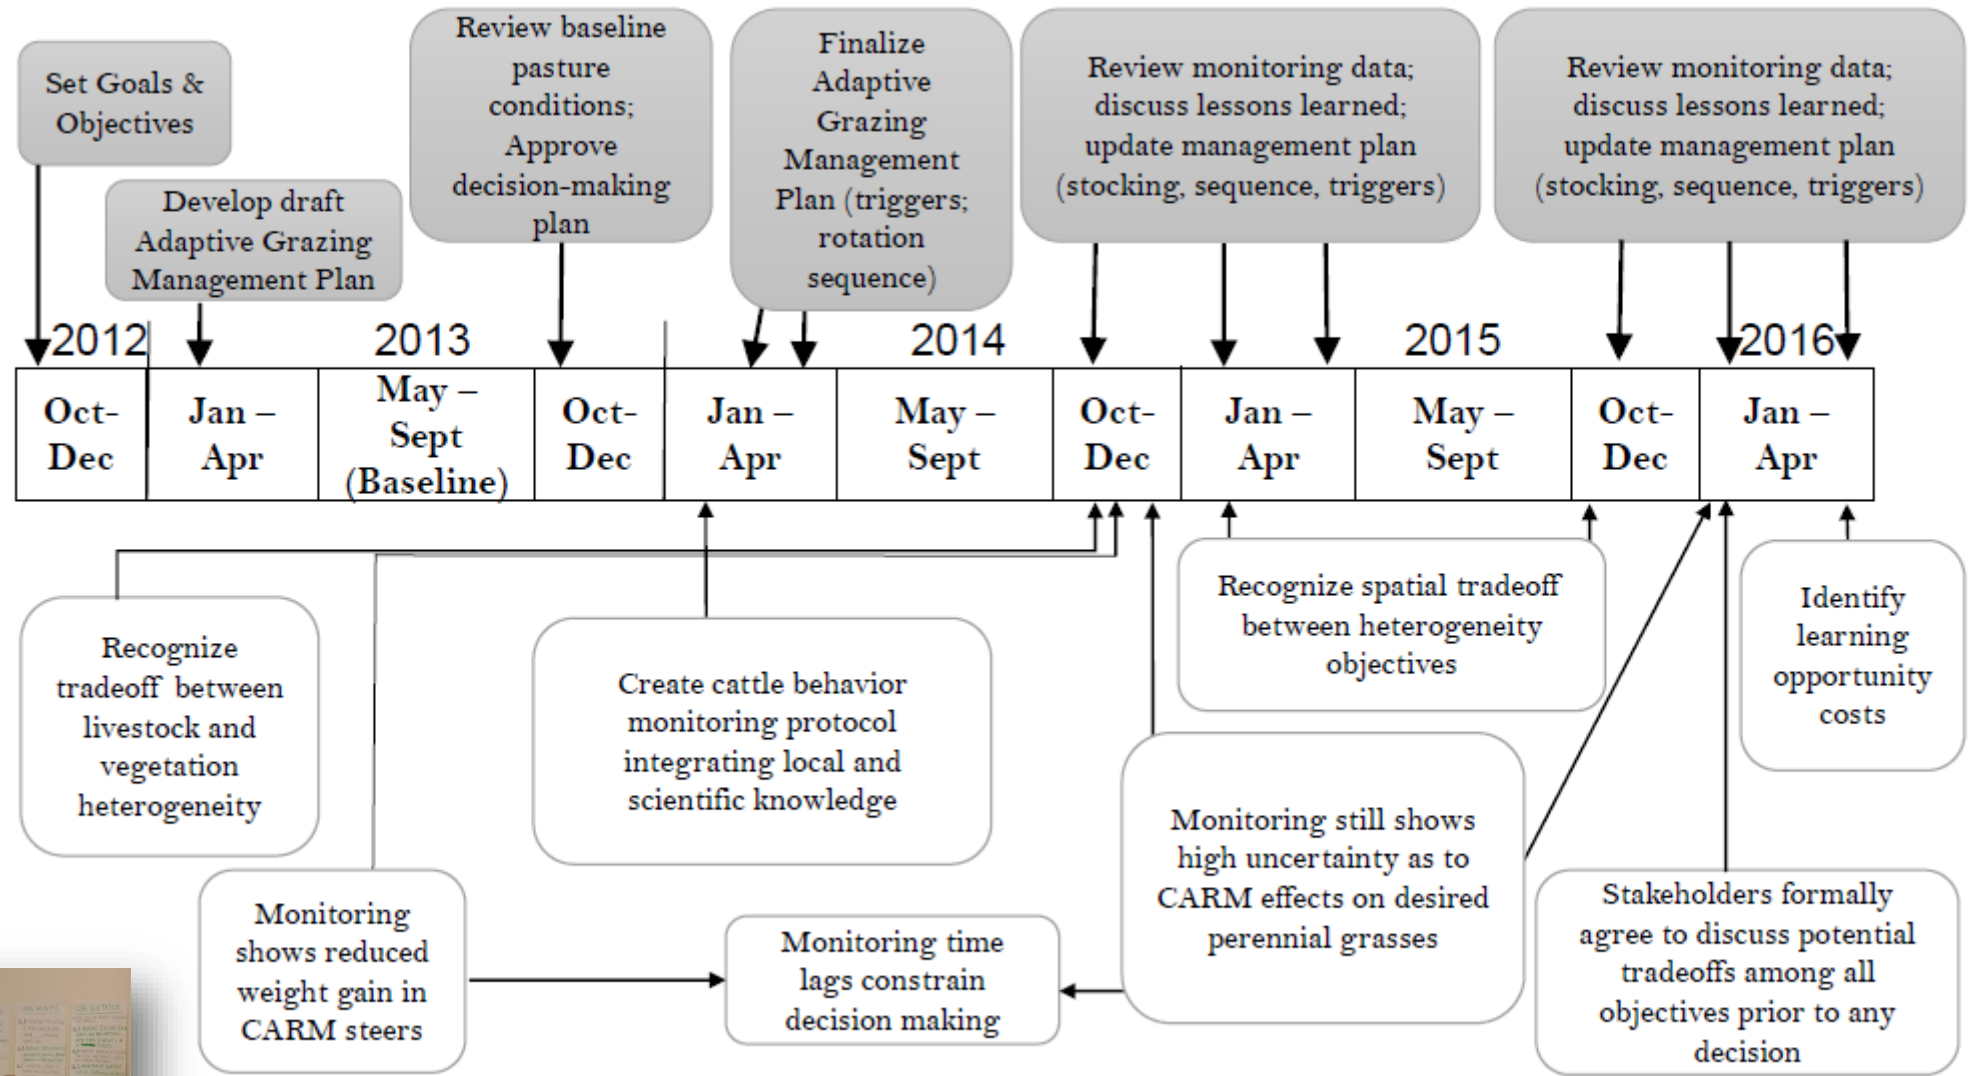 Set Goals &
Objectives
Develop draft
Adaptive Grazing
Management Plan
Review baseline
pasture
conditions;
Approve
decision-making
plan
Finalize
Adaptive
Grazing
Management
Plan (triggers;
rotation
sequence)
Review monitoring data;
discuss lessons learned;
update management plan
(stocking, sequence, triggers)
Review monitoring data;
discuss lessons learned;
update management plan
(stocking, sequence, triggers)
2012 2013 2014 2015 2016
Oct-
Dec
Jan –
Apr
May –
Sept
(Baseline)
Oct-
Dec
Jan –
Apr
May –
Sept
Oct-
Dec
Jan –
Apr
May –
Sept
Oct-
Dec
Jan –
Apr
Recognize
tradeoff between
livestock and
vegetation
heterogeneity
Monitoring
shows reduced
weight gain in
CARM steers
Create cattle behavior
monitoring protocol
integrating local and
scientific knowledge
Monitoring time
lags constrain
decision making
Recognize spatial tradeoff
between heterogeneity
objectives
Monitoring still shows
high uncertainty as to
CARM effects on desired
perennial grasses
Identify
learning
opportunity
costs
Stakeholders formally
agree to discuss potential
tradeoffs among all
objectives prior to any
decision